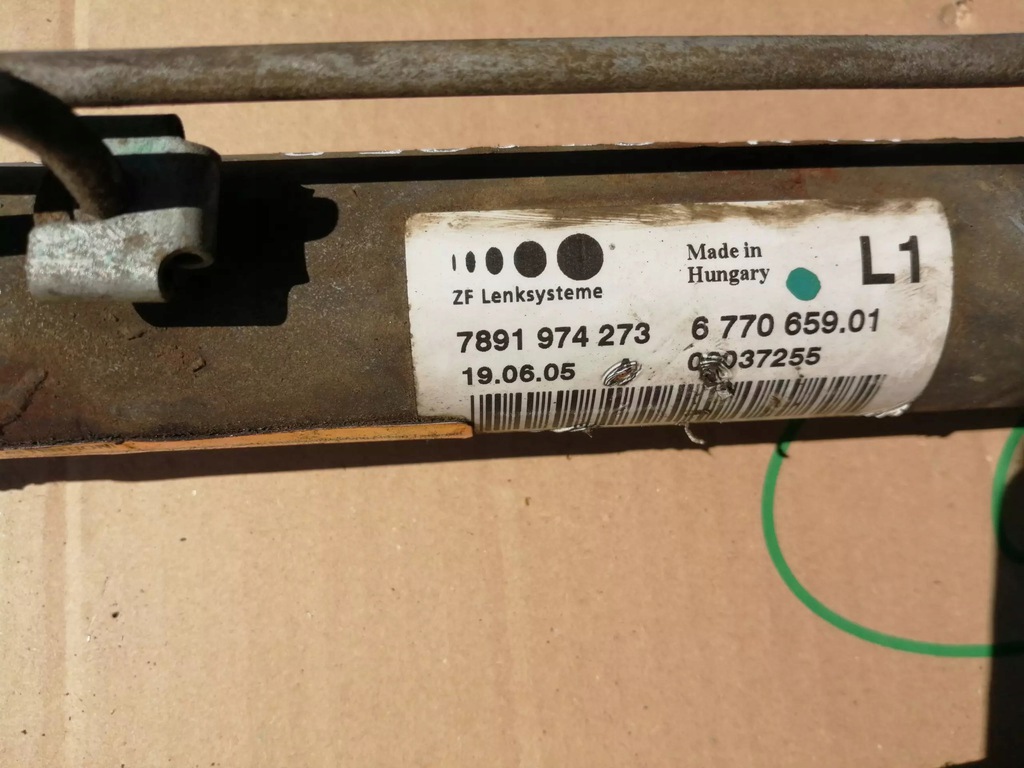 ZF Lenksysteme
Made in
Hungary
L1
7891 974 273 6 770 659.01
19.06.05